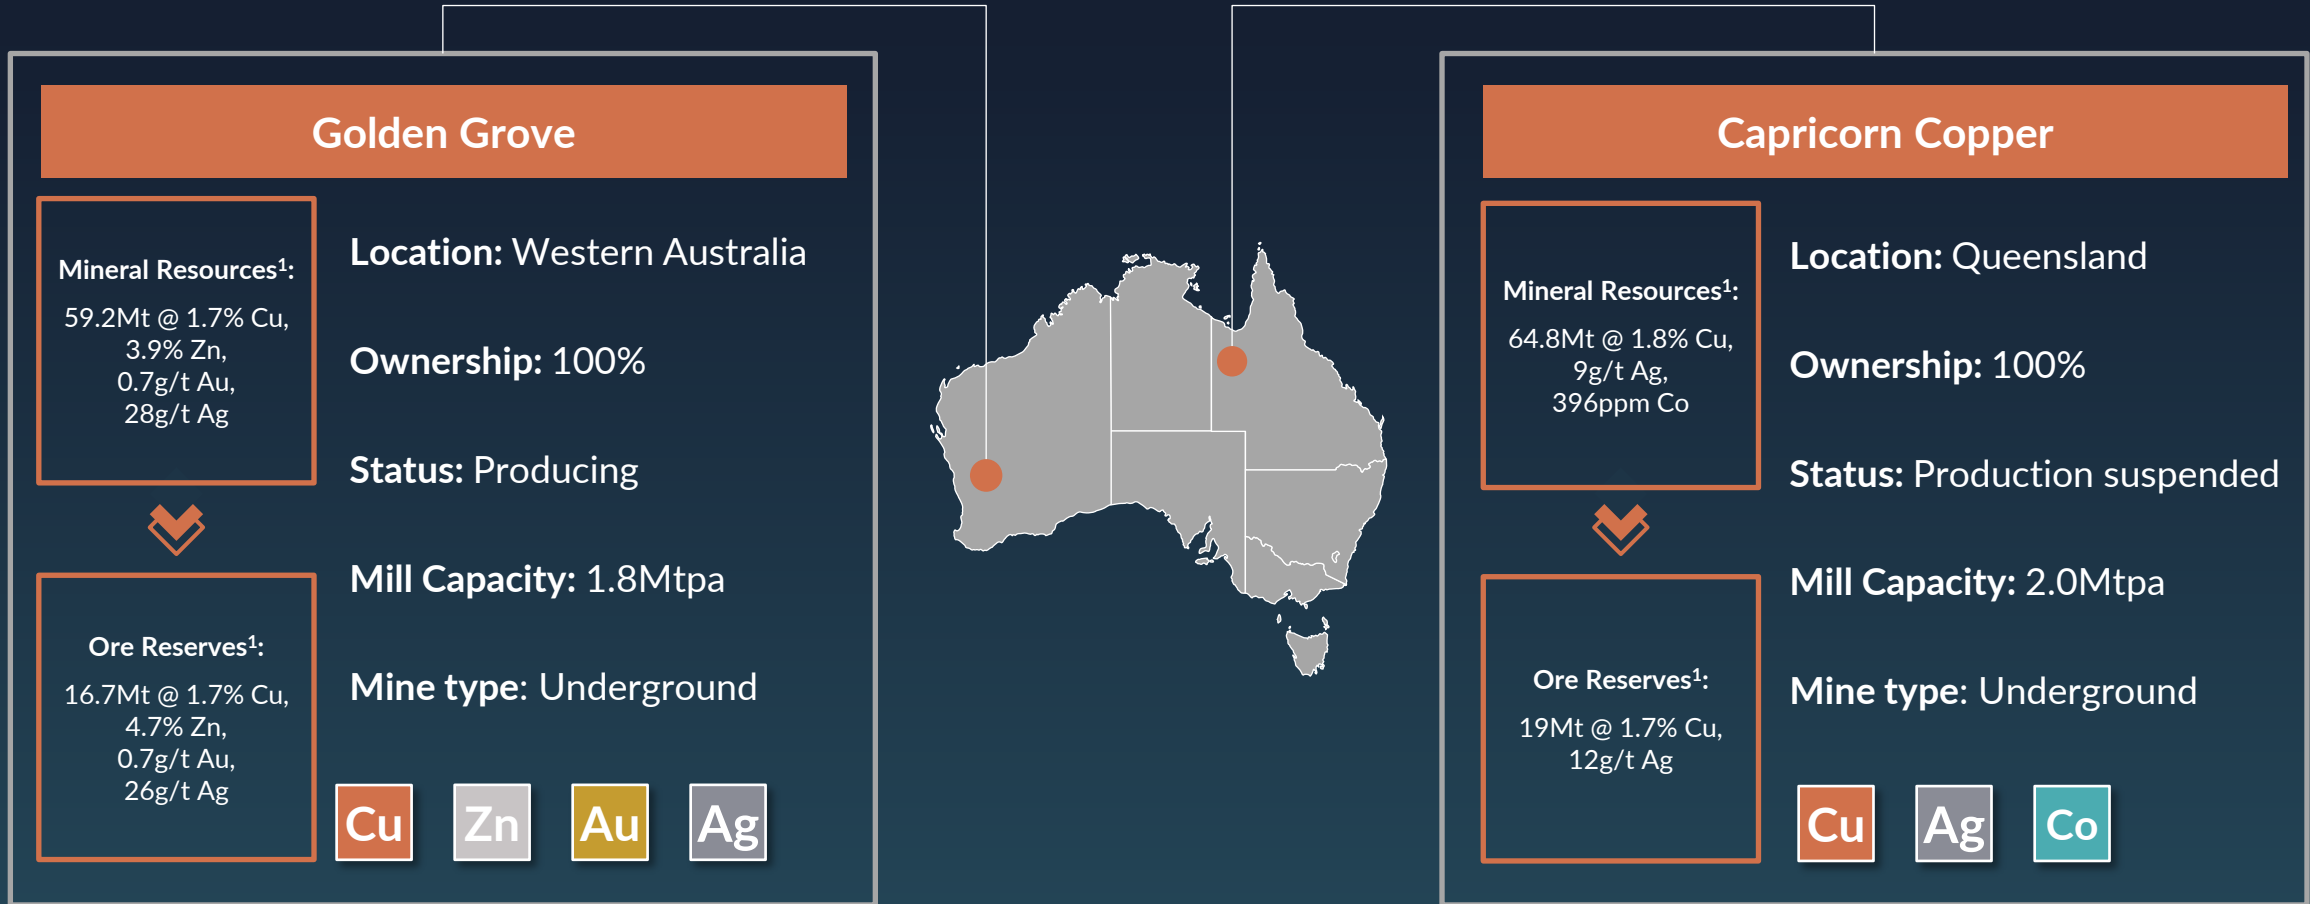 Golden Grove
Mineral Resources¹:
59.2Mt @ 1.7% Cu,
3.9% Zn,
0.7g/t Au,
28g/t Ag
Ore Reserves¹:
16.7Mt @ 1.7% Cu,
4.7% Zn,
0.7g/t Au,
26g/t Ag
Location: Western Australia
Ownership: 100%
Status: Producing
Mill Capacity: 1.8Mtpa
Mine type: Underground
Cu Zn Au Ag
Capricorn Copper
Mineral Resources¹:
64.8Mt @ 1.8% Cu,
9g/t Ag,
396ppm Co
Ore Reserves¹:
19Mt @ 1.7% Cu,
12g/t Ag
Location: Queensland
Ownership: 100%
Status: Production suspended
Mill Capacity: 2.0Mtpa
Mine type: Underground
Cu Ag Co